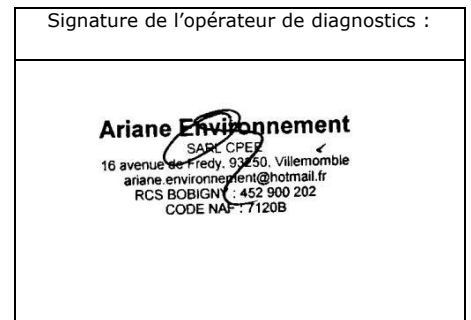 Signature de l'opérateur de diagnostics :
Ariane Environnement
SARL CPEE
16 avenue de Fredy. 93250. Villemomble
ariane.environnement@hotmail.fr
RCS BOBIGNY : 452 900 202
CODE NAF : 7120B